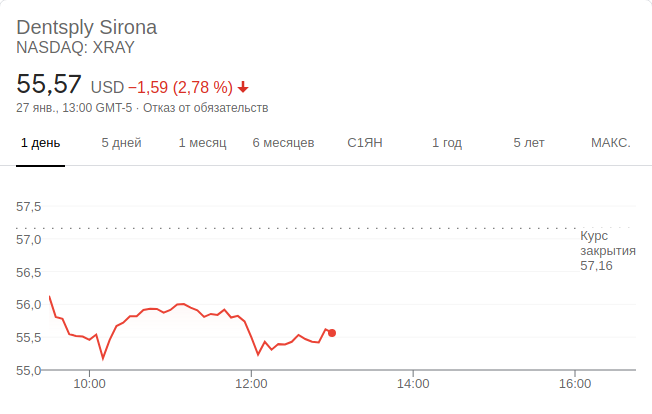 Dentsply Sirona
NASDAQ: XRAY
55,57 USD −1,59 (2,78 %)
27 янв., 13:00 GMT-5 · Отказ от обязательств
1 день 5 дней 1 месяц 6 месяцев С1ЯН 1 год 5 лет МАКС.
57,5
57,0
56,5
56,0
55,5
55,0
Курс
закрытия
57,16
10:00 12:00 14:00 16:00